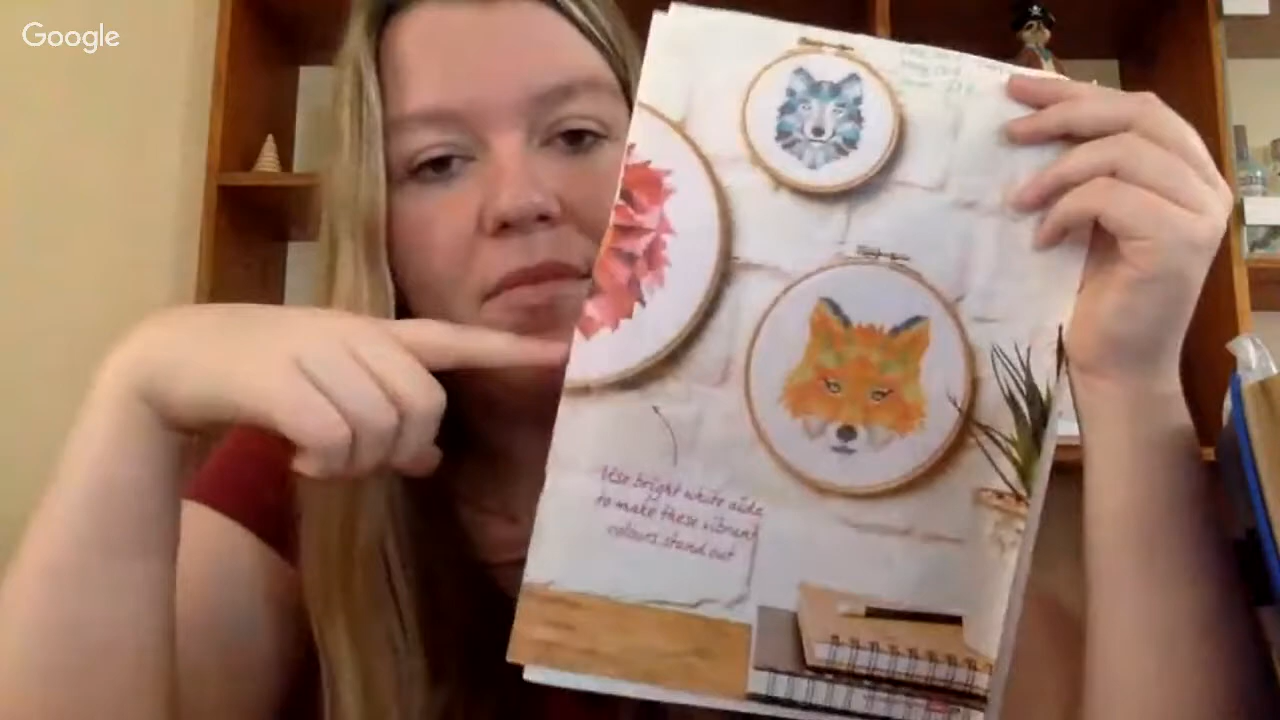 Google
Use bright white aida
to make these vibrant
colours stand out